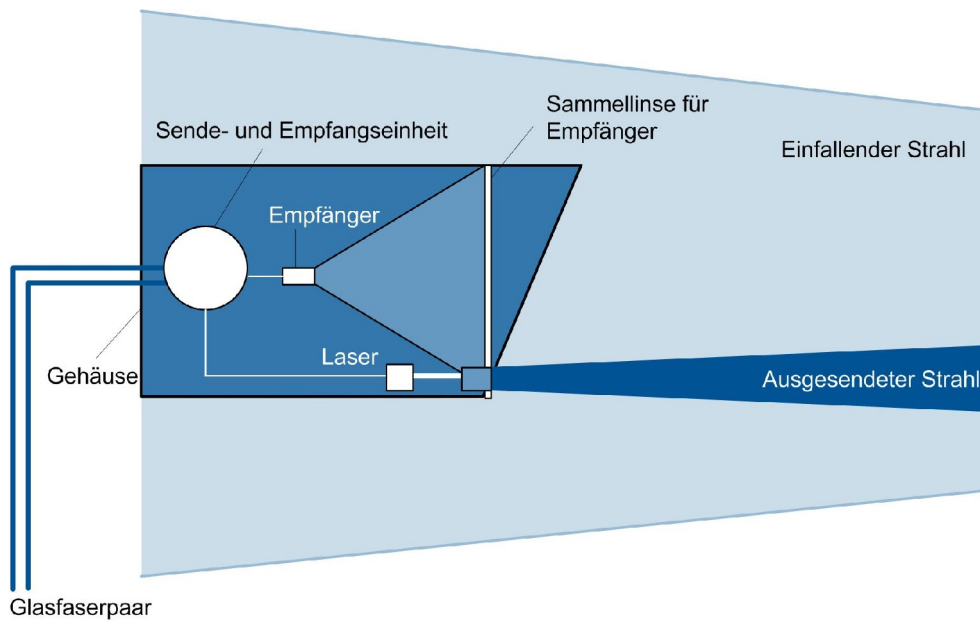 Sammellinse für
Empfänger
Sende- und Empfangseinheit
Einfallender Strahl
Empfänger
Laser
Gehäuse
Ausgesendeter Strahl
Glasfaserpaar